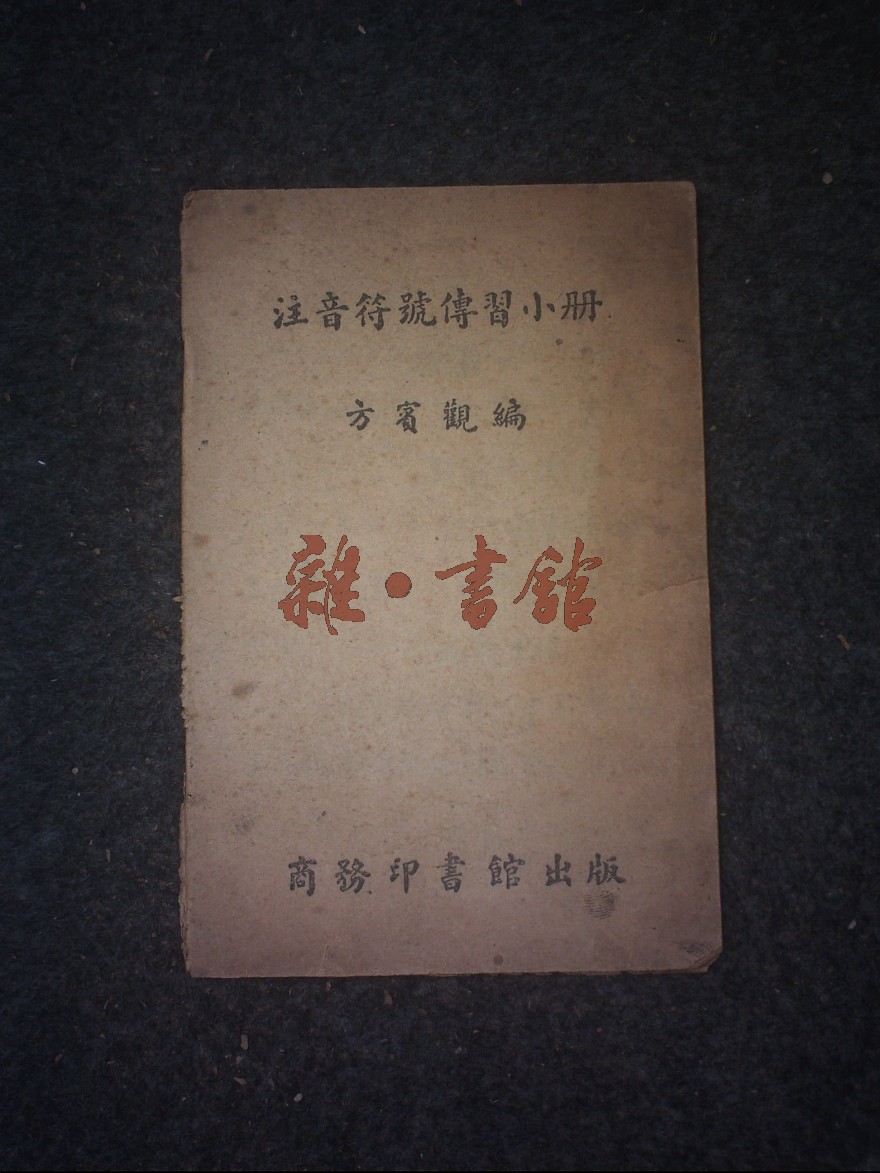 注音符號傳習小册
方賓觀編
雜·書館
商務印書館出版